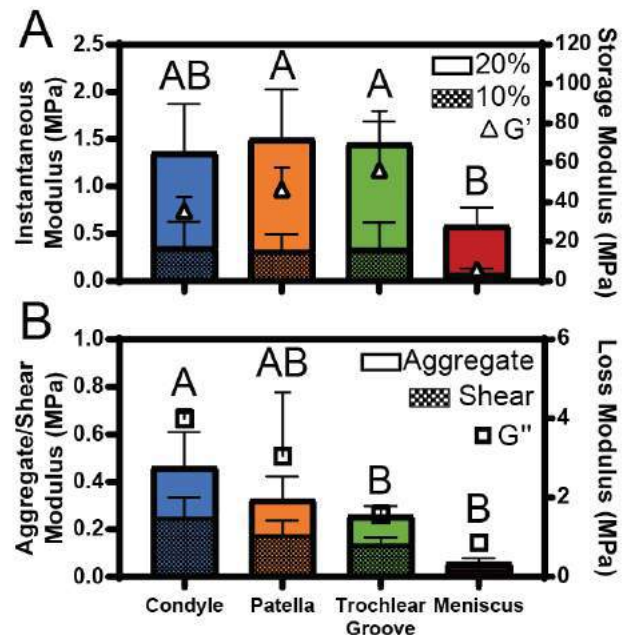 A
Instantaneous
Modulus (MPa)
2.5
2.0
1.5
1.0
0.5
0.0
AB
A
A
B
20%
10%
G'
120
100
80
60
40
20
0
Storage Modulus (MPa)
B
Aggregate/Shear
Modulus (MPa)
1.0
0.8
0.6
0.4
0.2
0.0
A
AB
B
B
Aggregate
Shear
G"
6
4
2
0
Loss Modulus (MPa)
Condyle Patella Trochlear Meniscus
Groove